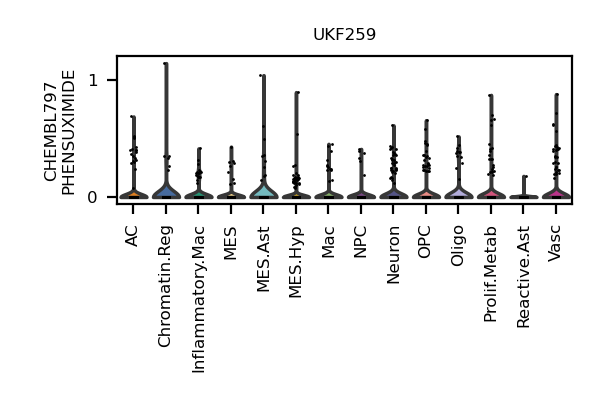 UKF259
CHEMBL797
PHENSUXIMIDE
1
0
AC
Chromatin.Reg
Inflammatory.Mac
MES
MES.Ast
MES.Hyp
Mac
NPC
Neuron
OPC
Oligo
Prolif.Metab
Reactive.Ast
Vasc